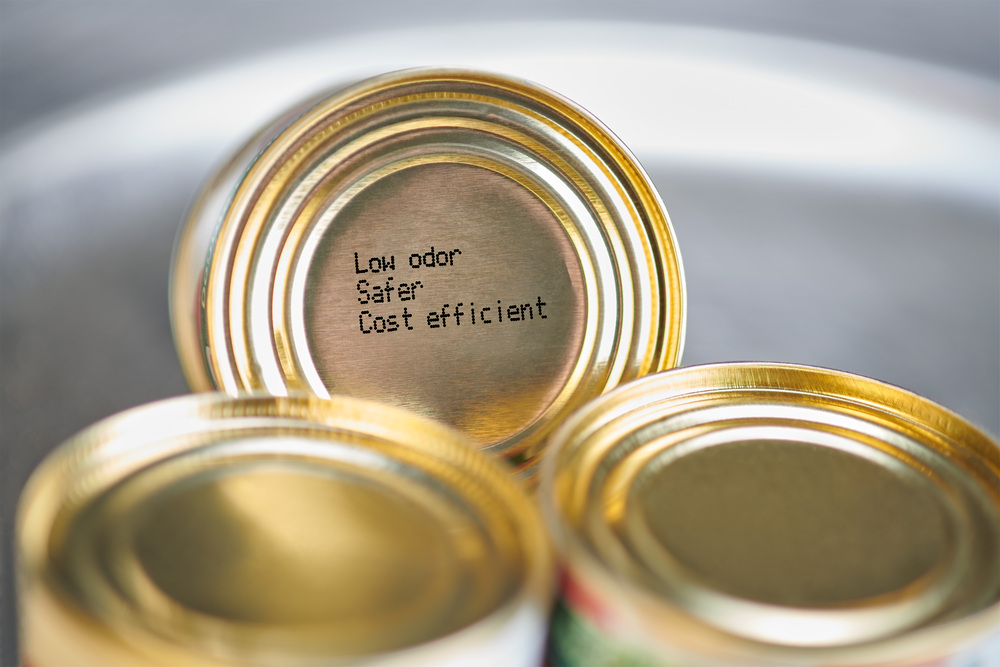 Low odor
Safer
Cost efficient